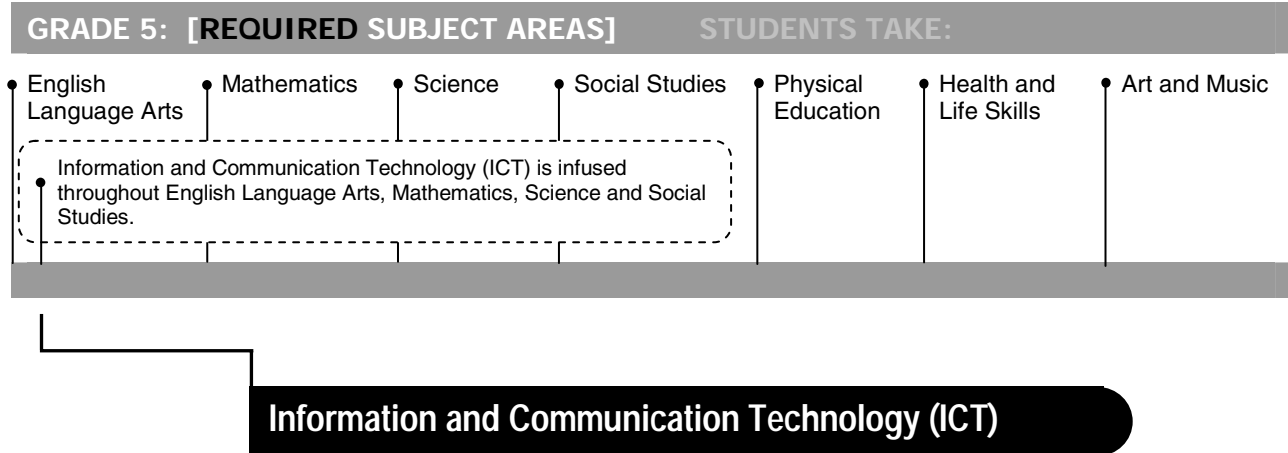 GRADE 5: [REQUIRED SUBJECT AREAS] STUDENTS TAKE:
English
Language Arts
Mathematics
Science
Social Studies
Physical
Education
Health and
Life Skills
Art and Music
Information and Communication Technology (ICT) is infused
throughout English Language Arts, Mathematics, Science and Social
Studies.
Information and Communication Technology (ICT)